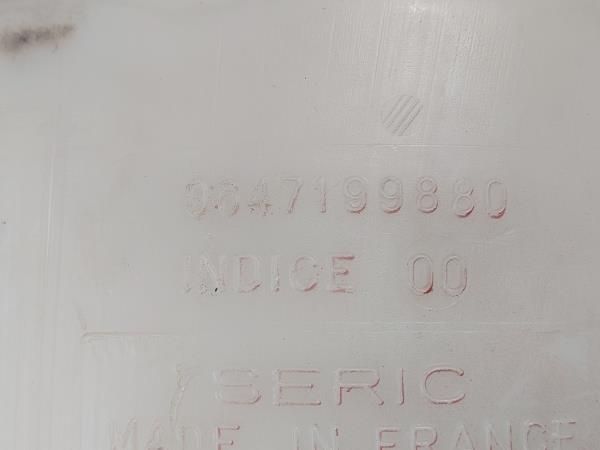 9647199880
INDICE 00
SERIC
MADE IN FRANCE